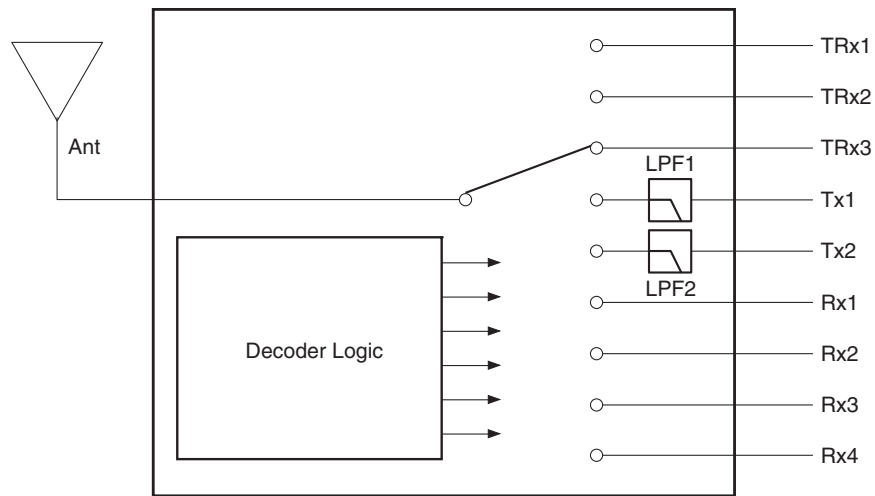 TRx1
TRx2
Ant
TRx3
LPF1
Tx1
Tx2
LPF2
Rx1
Decoder Logic
Rx2
Rx3
Rx4